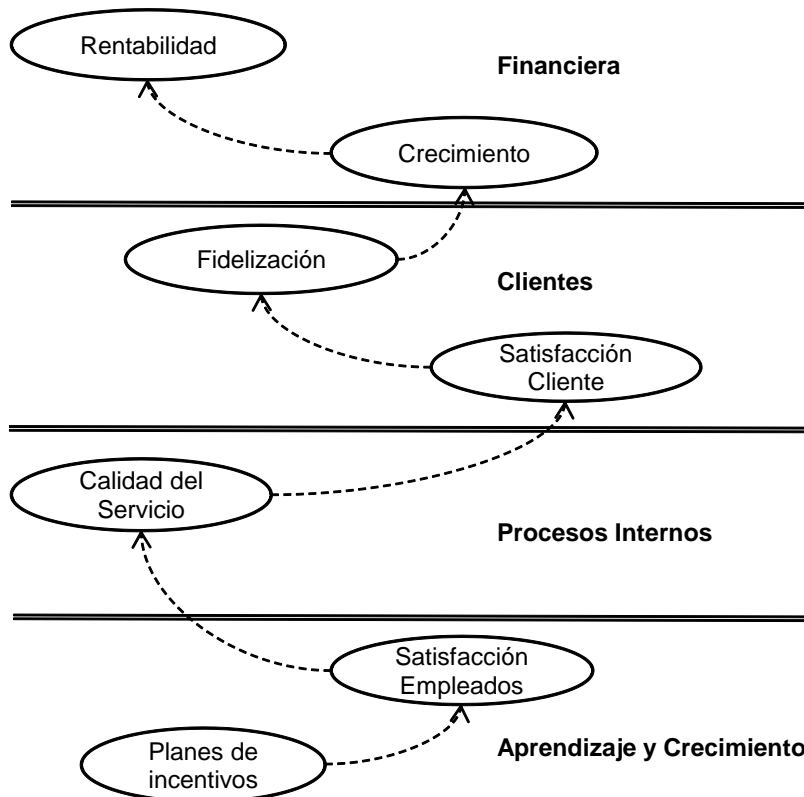 Rentabilidad
Financiera
Crecimiento
Fidelización
Clientes
Satisfacción
Cliente
Calidad del
Servicio
Procesos Internos
Satisfacción
Empleados
Planes de
incentivos
Aprendizaje y Crecimiento